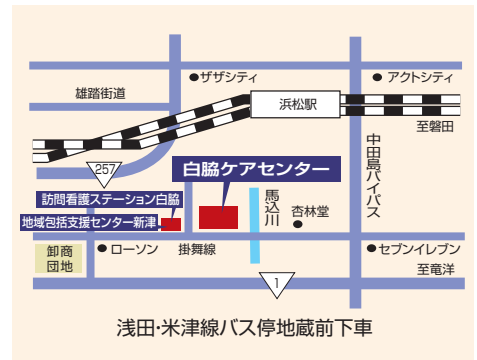 ザザシティ
アクトシティ
雄踏街道
浜松駅
至磐田
中田島バイパス
257
白脇ケアセンター
訪問看護ステーション白脇
地域包括支援センター新津
馬込川
杏林堂
卸商
団地
ローソン
掛舞線
セブンイレブン
至竜洋
1
浅田・米津線バス停地蔵前下車